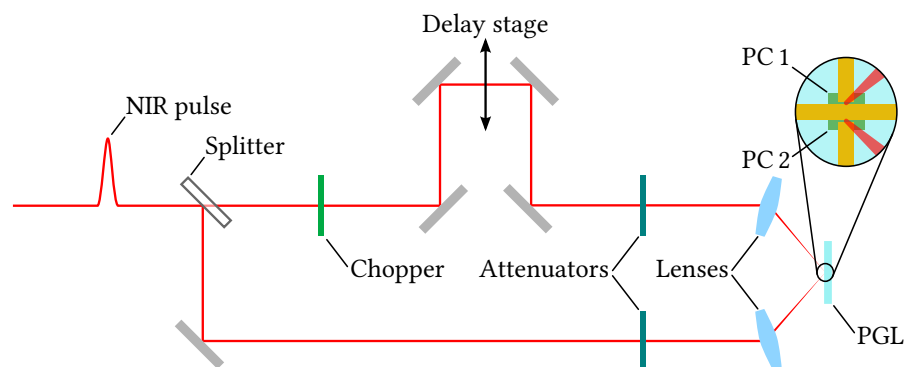 Delay stage
PC 1
NIR pulse
Splitter
PC 2
Chopper
Attenuators
Lenses
PGL